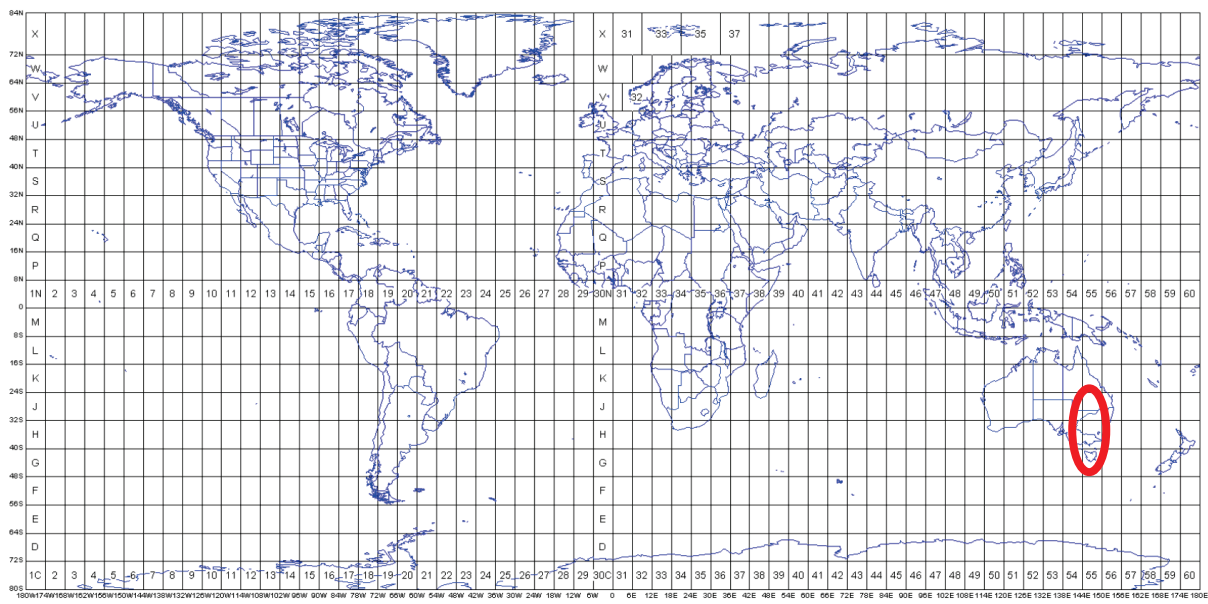 84N
X 31 33 35 37 X
72N
W W
64N
V V 32
56N
U U
48N
T T
40N
S S
32N
R R
24N
Q Q
16N
P P
8N
1N 2 3 4 5 6 7 8 9 10 11 12 13 14 15 16 17 18 19 20 21 22 23 24 25 26 27 28 29 30N 31 32 33 34 35 36 37 38 39 40 41 42 43 44 45 46 47 48 49 50 51 52 53 54 55 56 57 58 59 60
0
M M
8S
L L
16S
K K
24S
J J
32S
H H
40S
G G
48S
F F
56S
E E
64S
D D
72S
1C 2 3 4 5 6 7 8 9 10 11 12 13 14 15 16 17 18 19 20 21 22 23 24 25 26 27 28 29 30C 31 32 33 34 35 36 37 38 39 40 41 42 43 44 45 46 47 48 49 50 51 52 53 54 55 56 57 58 59 60
80S
180W 174W 168W 162W 156W 150W 144W 138W 132W 126W 120W 114W 108W 102W 96W 90W 84W 78W 72W 66W 60W 54W 48W 42W 36W 30W 24W 18W 12W 6W 0 6E 12E 18E 24E 30E 36E 42E 48E 54E 60E 66E 72E 78E 84E 90E 96E 102E 108E 114E 120E 126E 132E 138E 144E 150E 156E 162E 168E 174E 180E